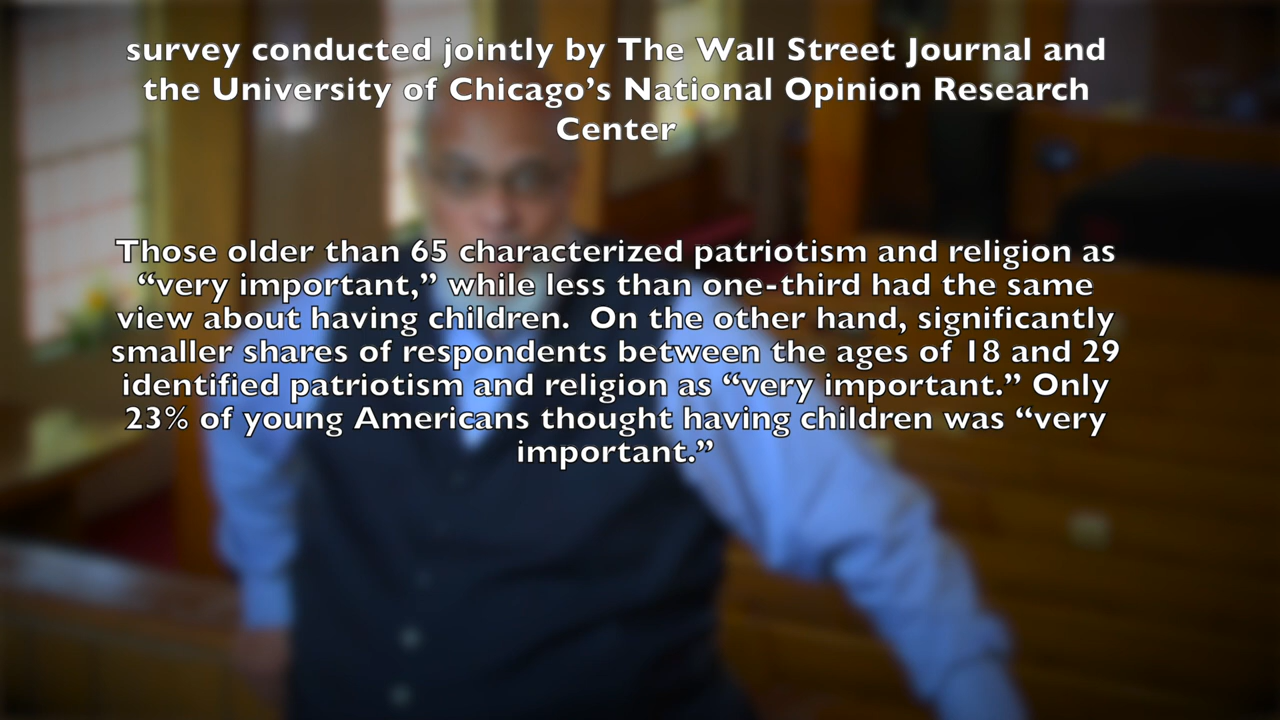 survey conducted jointly by The Wall Street Journal and
the University of Chicago’s National Opinion Research
Center
Those older than 65 characterized patriotism and religion as
“very important,” while less than one-third had the same
view about having children.  On the other hand, significantly
smaller shares of respondents between the ages of 18 and 29
identified patriotism and religion as “very important.” Only
23% of young Americans thought having children was “very
important.”